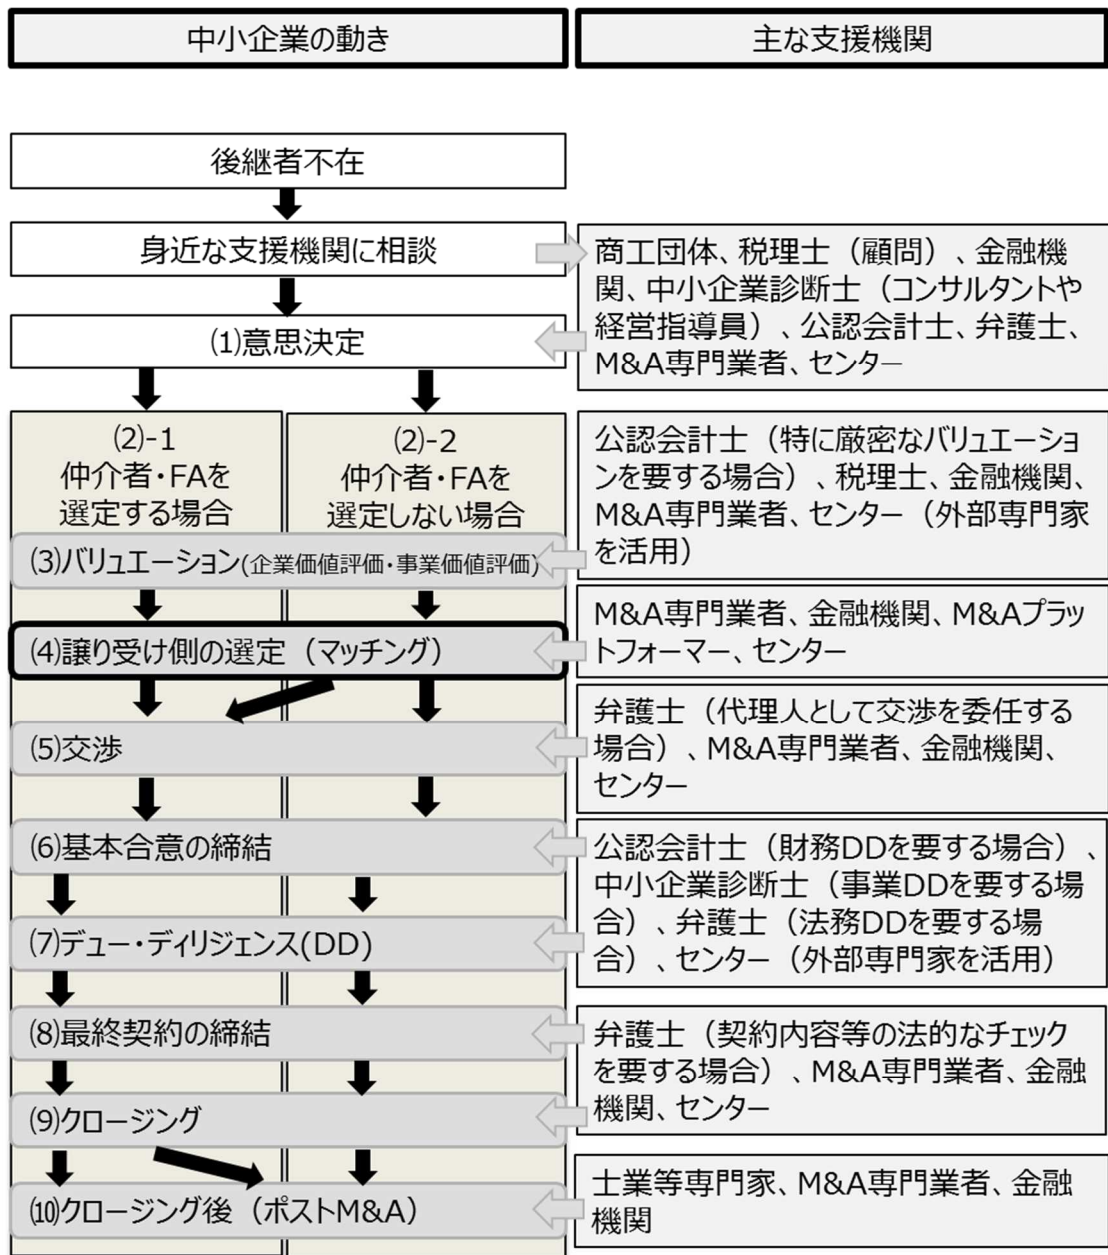 中小企業の動き
主な支援機関
後継者不在
身近な支援機関に相談
商工団体、税理士（顧問）、金融機
関、中小企業診断士（コンサルタントや
経営指導員）、公認会計士、弁護士、
M&A専門業者、センター
(1)意思決定
(2)-1
仲介者・FAを
選定する場合
(2)-2
仲介者・FAを
選定しない場合
公認会計士（特に厳密なバリュエーショ
ンを要する場合）、税理士、金融機関、
M&A専門業者、センター（外部専門家
を活用）
(3)バリュエーション(企業価値評価・事業価値評価)
(4)譲り受け側の選定（マッチング）
M&A専門業者、金融機関、M&Aプラッ
トフォーマー、センター
(5)交渉
弁護士（代理人として交渉を委任する
場合）、M&A専門業者、金融機関、
センター
(6)基本合意の締結
公認会計士（財務DDを要する場合）、
中小企業診断士（事業DDを要する場
合）、弁護士（法務DDを要する場
合）、センター（外部専門家を活用）
(7)デュー・ディリジェンス(DD)
(8)最終契約の締結
弁護士（契約内容等の法的なチェック
を要する場合）、M&A専門業者、金融
機関、センター
(9)クロージング
(10)クロージング後（ポストM&A）
士業等専門家、M&A専門業者、金融
機関